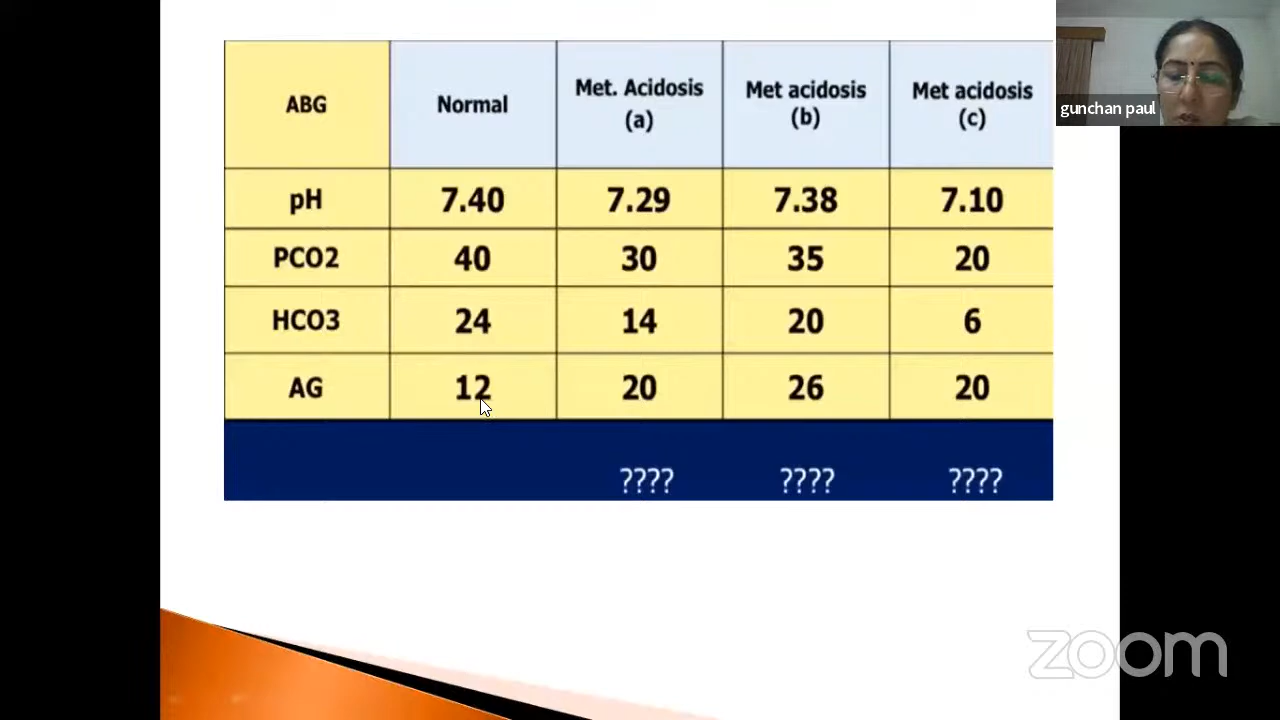 ABG Normal Met. Acidosis (a) Met acidosis (b) Met acidosis (c)
pH 7.40 7.29 7.38 7.10
PCO2 40 30 35 20
HCO3 24 14 20 6
AG 12 20 26 20
???? ???? ????
gunchan paul
zoom